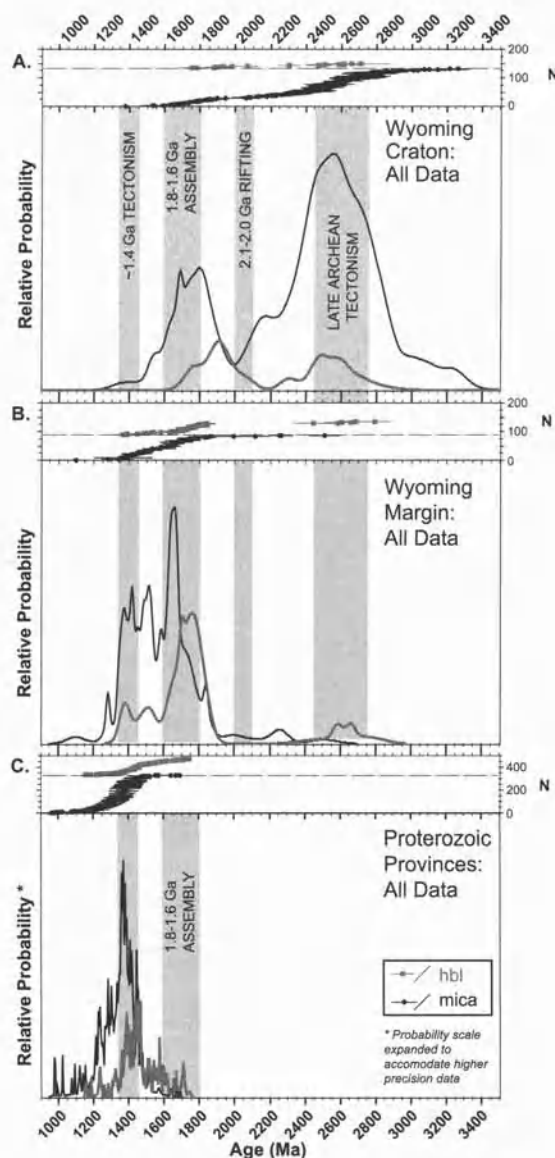 1000 1200 1400 1600 1800 2000 2200 2400 2600 2800 3000 3200 3400
A.
200
100
0
N
Wyoming
Craton:
All Data
~1.4 Ga TECTONISM
1.8-1.6 Ga
ASSEMBLY
2.1-2.0 Ga RIFTING
LATE ARCHEAN
TECTONISM
Relative Probability
B.
200
100
0
N
Wyoming
Margin:
All Data
Relative Probability
C.
400
200
0
N
Proterozoic
Provinces:
All Data
1.8-1.6 Ga
ASSEMBLY
Relative Probability *
hbl
mica
* Probability scale
expanded to
accomodate higher
precision data
1000 1200 1400 1600 1800 2000 2200 2400 2600 2800 3000 3200 3400
Age (Ma)